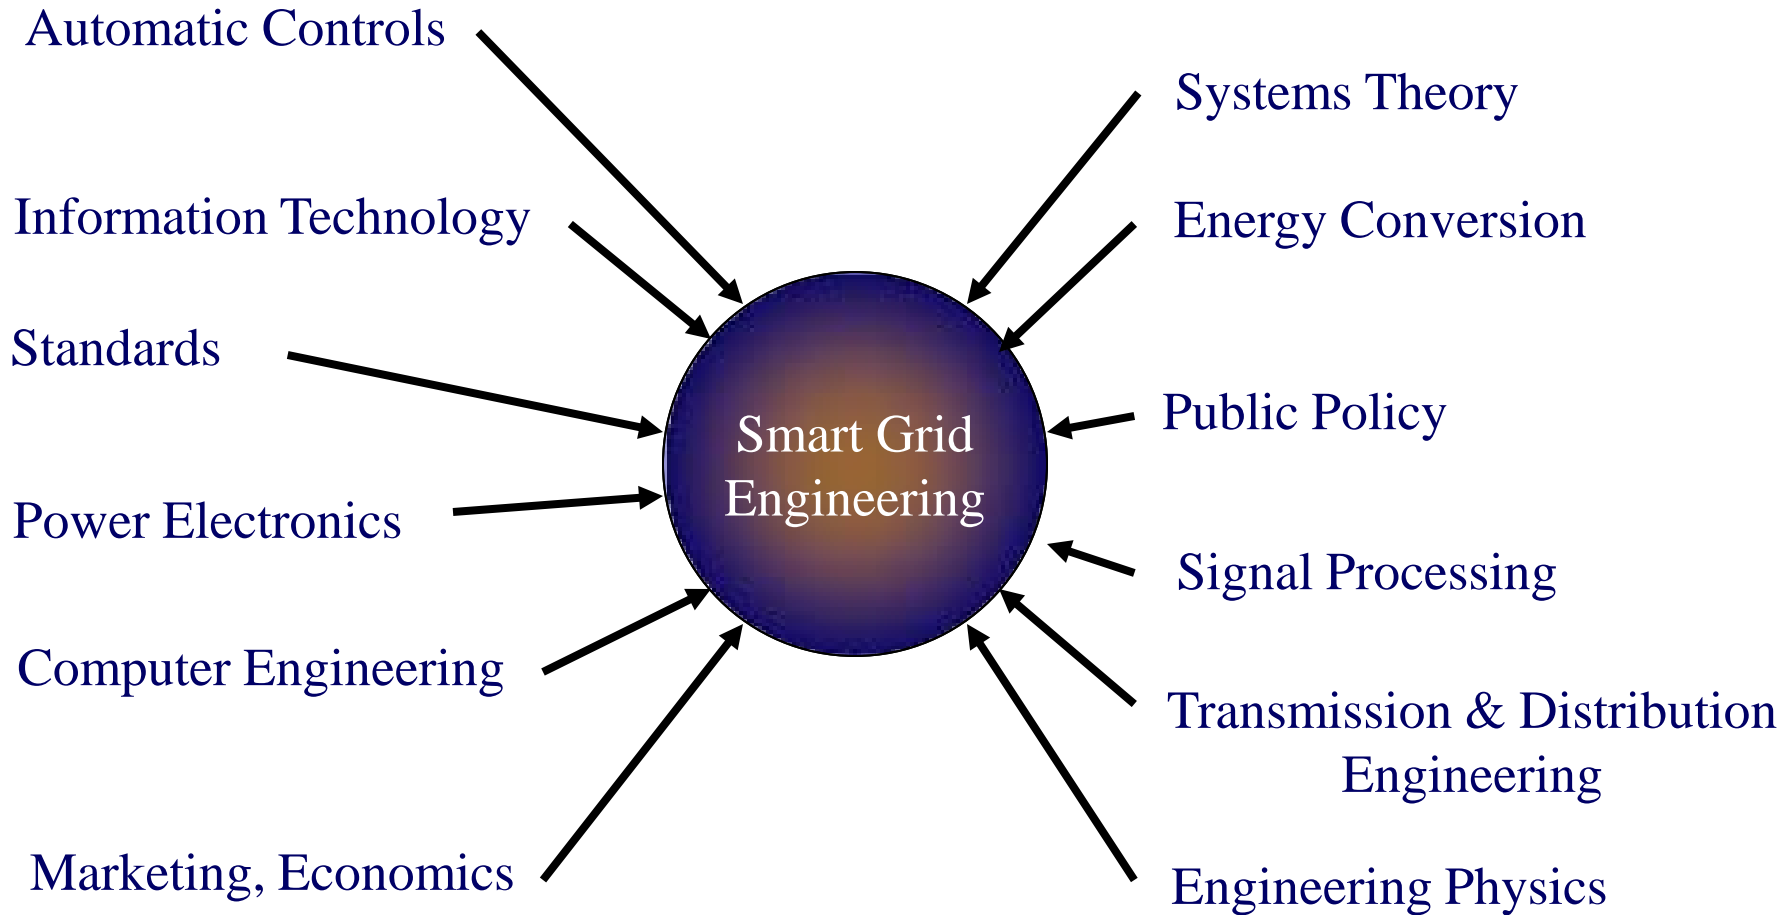 Automatic Controls
Systems Theory
Information Technology
Energy Conversion
Standards
Public Policy
Smart Grid
Engineering
Power Electronics
Signal Processing
Computer Engineering
Transmission & Distribution
Engineering
Marketing, Economics
Engineering Physics